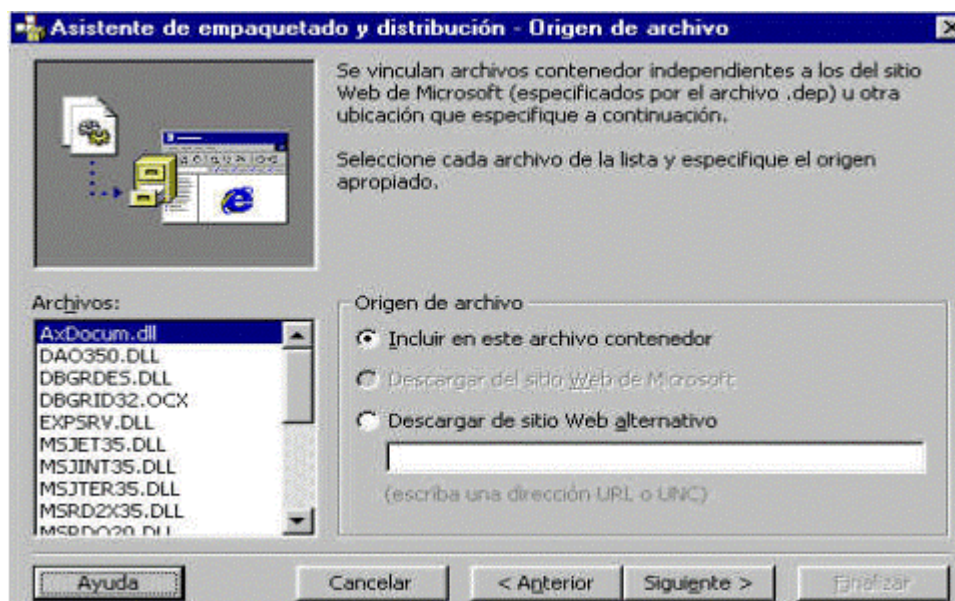 Asistente de empaquetado y distribución - Origen de archivo
Se vinculan archivos contenedor independientes a los del sitio
Web de Microsoft (especificados por el archivo .dep) u otra
ubicación que especifique a continuación.
Seleccione cada archivo de la lista y especifique el origen
apropiado.
Archivos:
AxDocum.dll
DAO350.DLL
DBGRDES.DLL
DBGRID32.OCX
EXPSRV.DLL
MSJET35.DLL
MSJINT35.DLL
MSJTER35.DLL
MSRD2X35.DLL
MSRDO20.DLL
Origen de archivo
Incluir en este archivo contenedor
Descargar del sitio Web de Microsoft
Descargar de sitio Web alternativo
(escriba una dirección URL o UNC)
Ayuda
Cancelar
< Anterior
Siguiente >
Finalizar